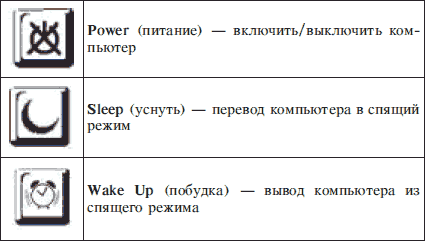 Power (питание) — включить/выключить ком-
пьютер
Sleep (уснуть) — перевод компьютера в спящий
режим
Wake Up (побудка) — вывод компьютера из
спящего режима